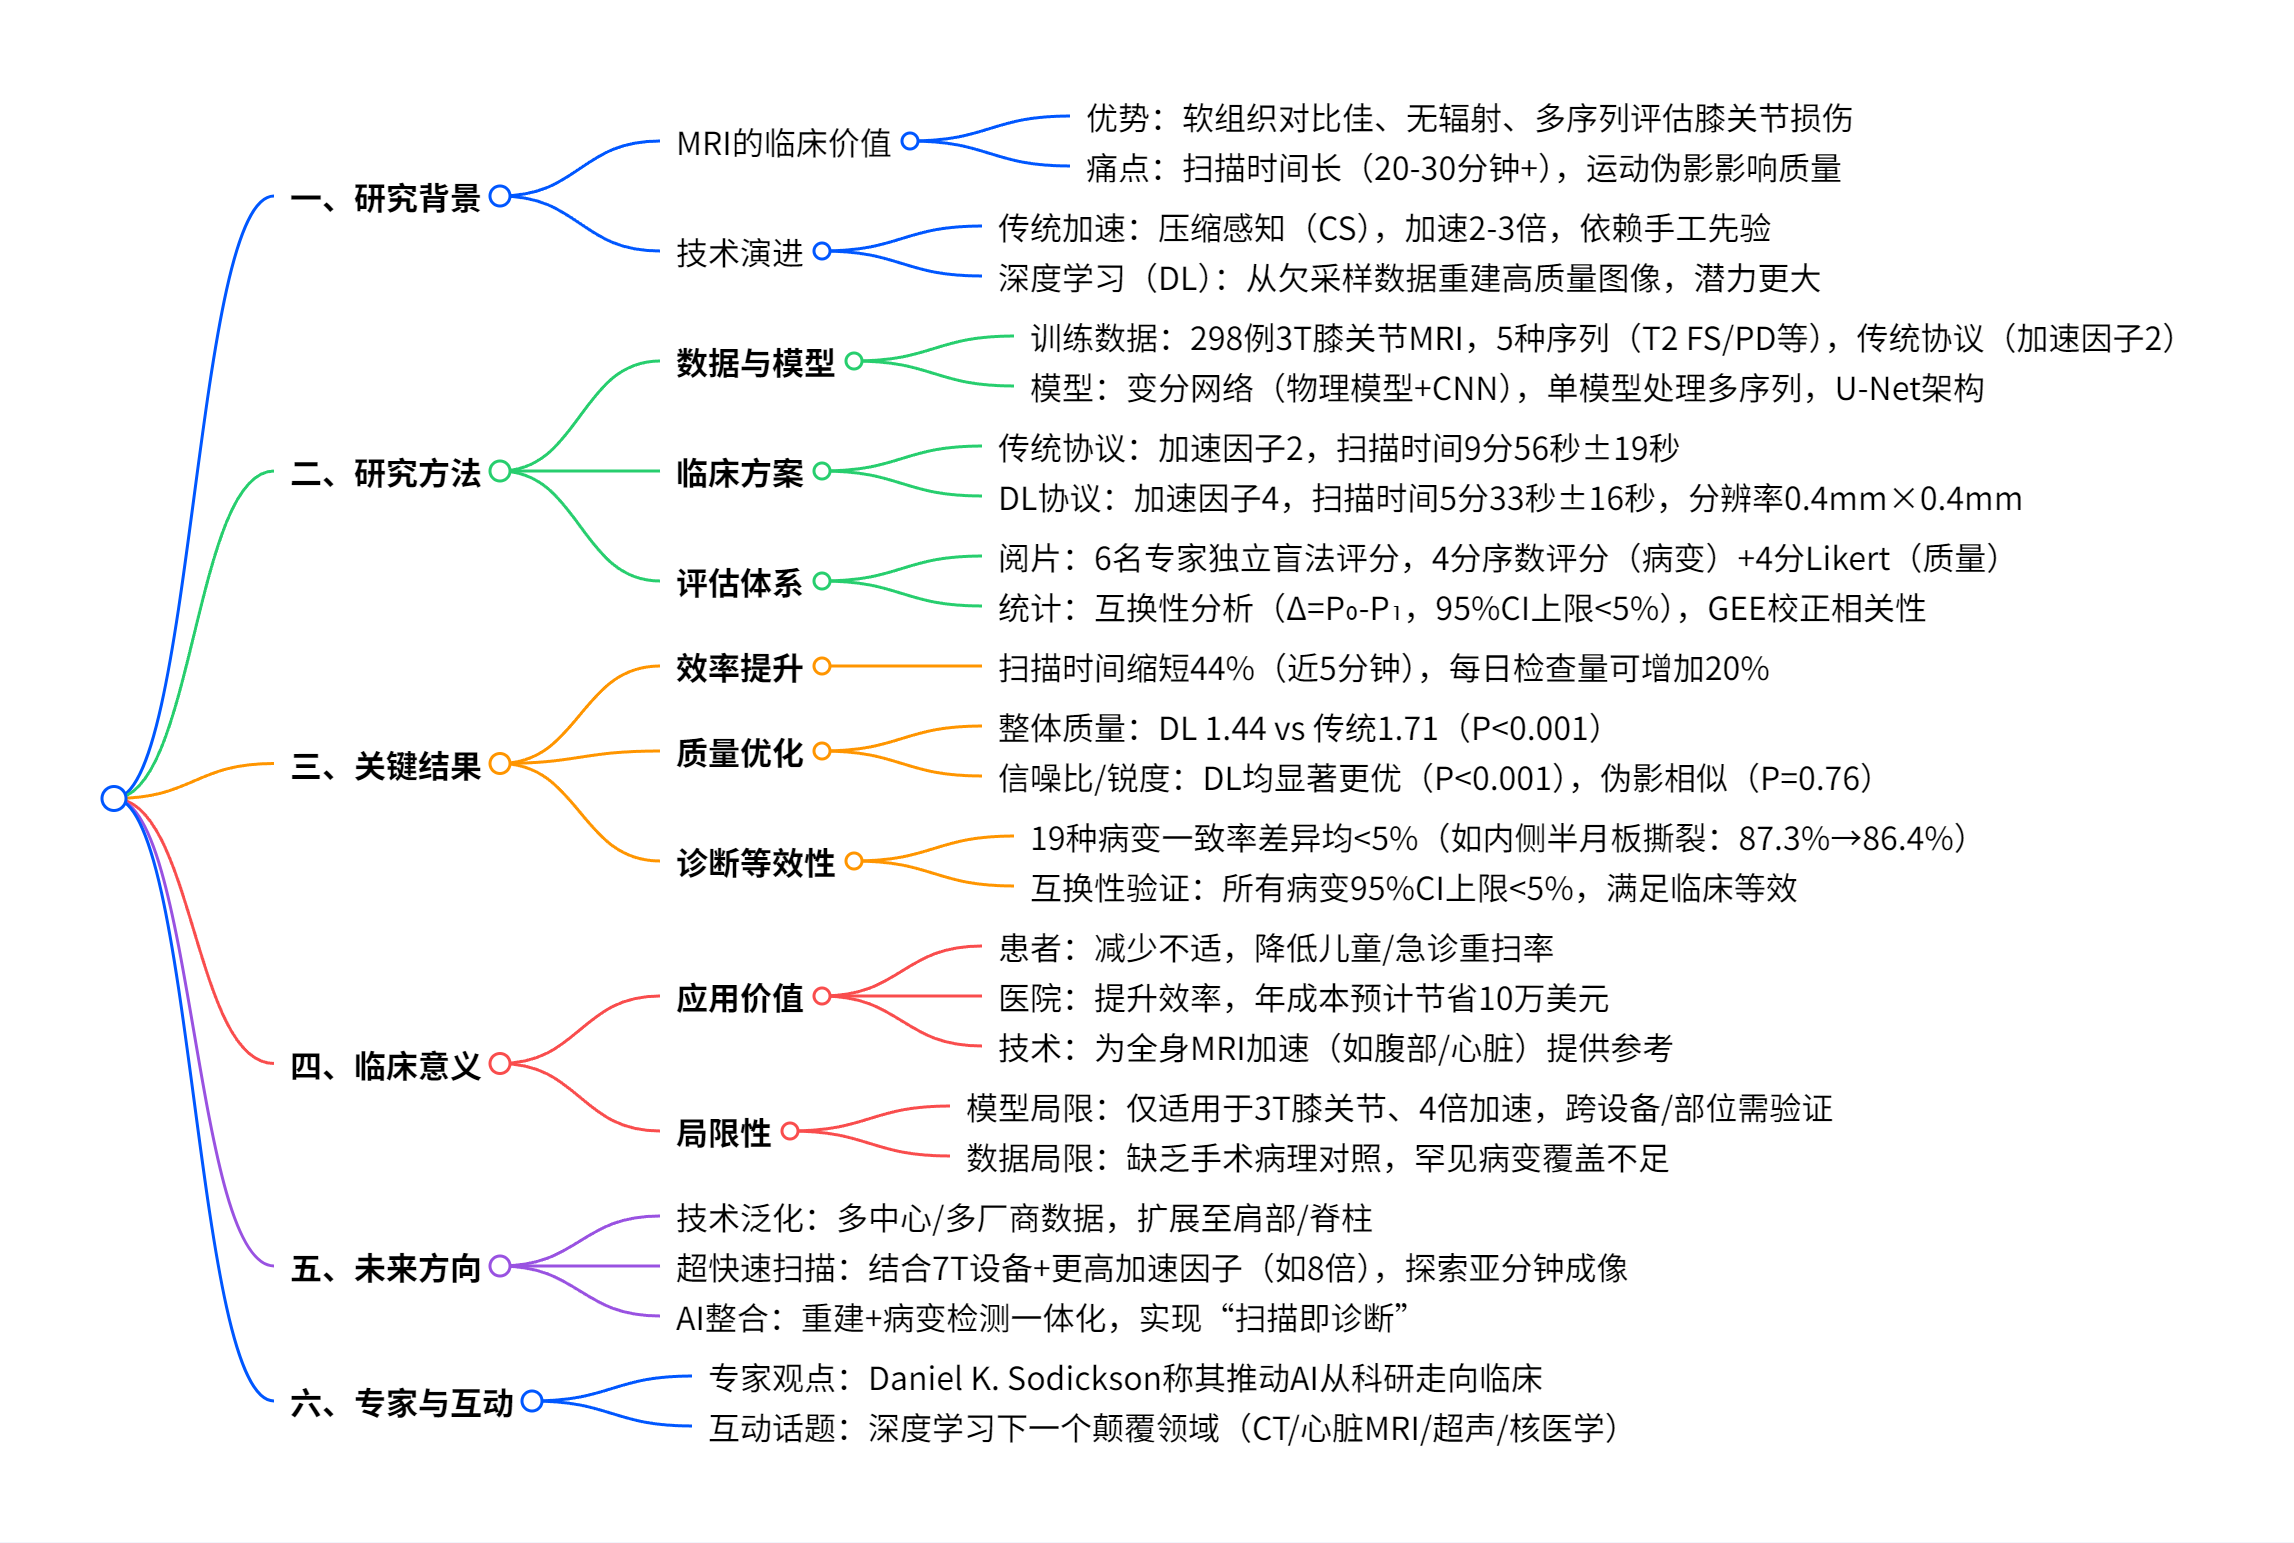 一、研究背景
MRI的临床价值
优势：软组织对比佳、无辐射、多序列评估膝关节损伤
痛点：扫描时间长（20-30分钟+），运动伪影影响质量
技术演进
传统加速：压缩感知（CS），加速2-3倍，依赖手工先验
深度学习（DL）：从欠采样数据重建高质量图像，潜力更大
二、研究方法
数据与模型
训练数据：298例3T膝关节MRI，5种序列（T2 FS/PD等），传统协议（加速因子2）
模型：变分网络（物理模型+CNN），单模型处理多序列，U-Net架构
临床方案
传统协议：加速因子2，扫描时间9分56秒±19秒
DL协议：加速因子4，扫描时间5分33秒±16秒，分辨率0.4mm×0.4mm
评估体系
阅片：6名专家独立盲法评分，4分序数评分（病变）+4分Likert（质量）
统计：互换性分析（Δ=P₀-P₁，95%CI上限<5%），GEE校正相关性
三、关键结果
效率提升
扫描时间缩短44%（近5分钟），每日检查量可增加20%
质量优化
整体质量：DL 1.44 vs 传统1.71（P<0.001）
信噪比/锐度：DL均显著更优（P<0.001），伪影相似（P=0.76）
诊断等效性
19种病变一致率差异均<5%（如内侧半月板撕裂：87.3%→86.4%）
互换性验证：所有病变95%CI上限<5%，满足临床等效
四、临床意义
应用价值
患者：减少不适，降低儿童/急诊重扫率
医院：提升效率，年成本预计节省10万美元
技术：为全身MRI加速（如腹部/心脏）提供参考
局限性
模型局限：仅适用于3T膝关节、4倍加速，跨设备/部位需验证
数据局限：缺乏手术病理对照，罕见病变覆盖不足
五、未来方向
技术泛化：多中心/多厂商数据，扩展至肩部/脊柱
超快速扫描：结合7T设备+更高加速因子（如8倍），探索亚分钟成像
AI整合：重建+病变检测一体化，实现“扫描即诊断”
六、专家与互动
专家观点：Daniel K. Sodickson称其推动AI从科研走向临床
互动话题：深度学习下一个颠覆领域（CT/心脏MRI/超声/核医学）